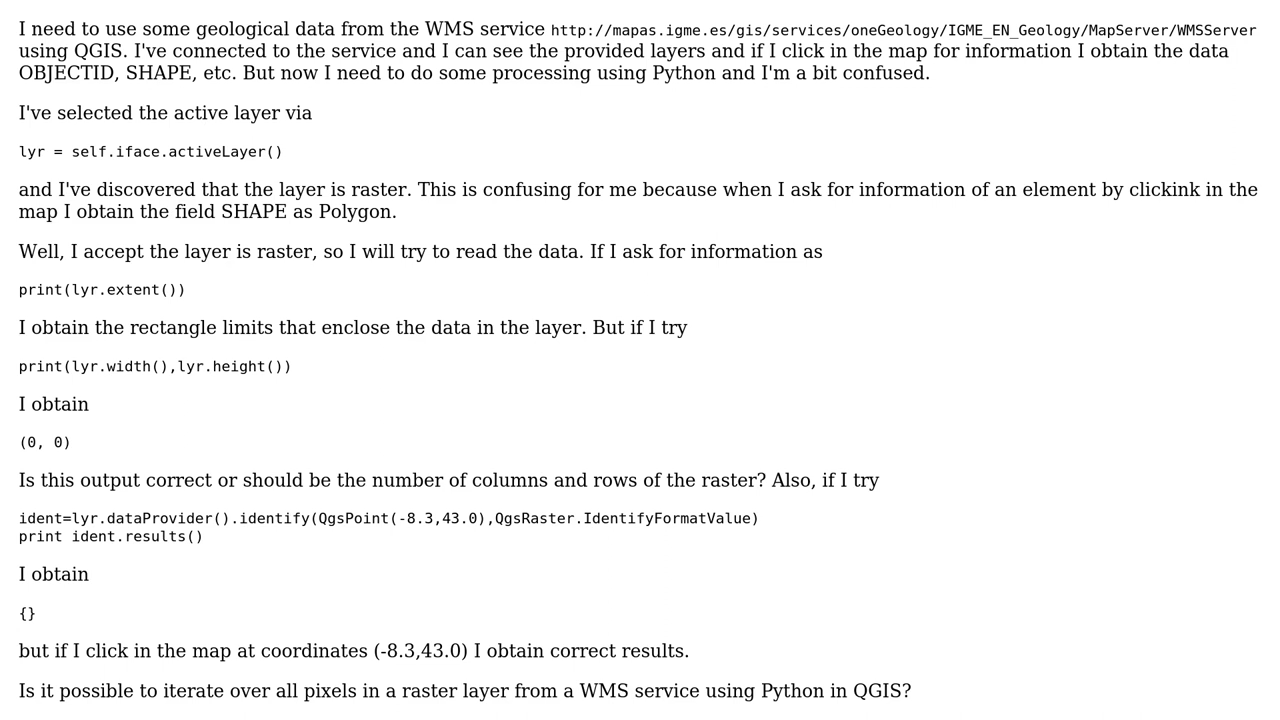 I need to use some geological data from the WMS service http://mapas.igme.es/gis/services/oneGeology/IGME_EN_Geology/MapServer/WMSServer
using QGIS. I've connected to the service and I can see the provided layers and if I click in the map for information I obtain the data
OBJECTID, SHAPE, etc. But now I need to do some processing using Python and I'm a bit confused.
I've selected the active layer via
lyr = self.iface.activeLayer()
and I've discovered that the layer is raster. This is confusing for me because when I ask for information of an element by clickink in the
map I obtain the field SHAPE as Polygon.
Well, I accept the layer is raster, so I will try to read the data. If I ask for information as
print(lyr.extent())
I obtain the rectangle limits that enclose the data in the layer. But if I try
print(lyr.width(),lyr.height())
I obtain
(0, 0)
Is this output correct or should be the number of columns and rows of the raster? Also, if I try
ident=lyr.dataProvider().identify(QgsPoint(-8.3,43.0),QgsRaster.IdentifyFormatValue)
print ident.results()
I obtain
{}
but if I click in the map at coordinates (-8.3,43.0) I obtain correct results.
Is it possible to iterate over all pixels in a raster layer from a WMS service using Python in QGIS?